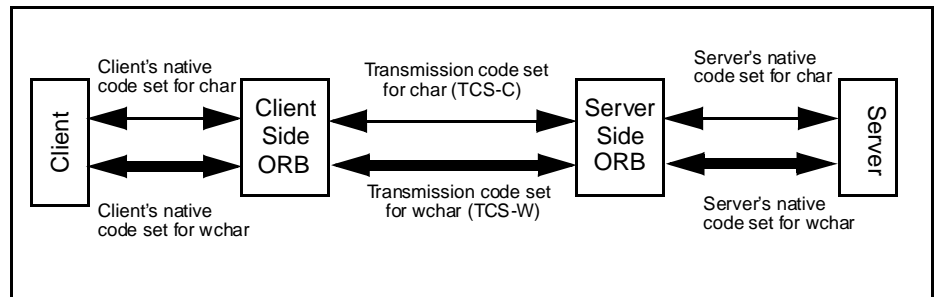 Client's native
code set for char
Transmission code set
for char (TCS-C)
Server's native
code set for char
Client
Client
Side
ORB
Server
Side
ORB
Server
Client's native
code set for wchar
Transmission code set
for wchar (TCS-W)
Server's native
code set for wchar